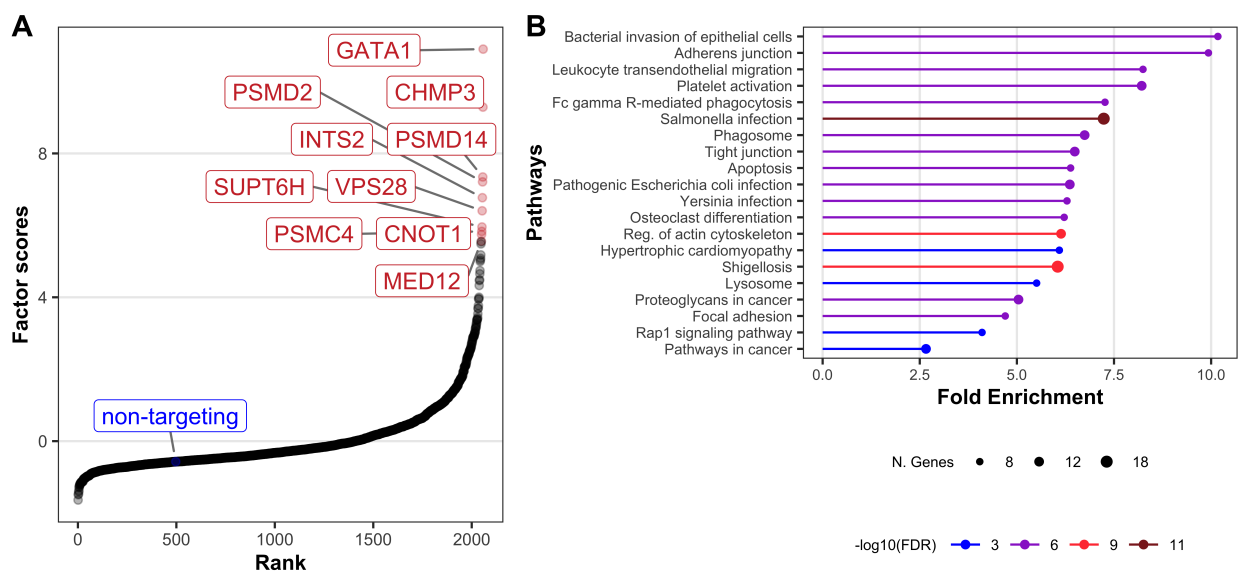 A
GATA1
PSMD2
CHMP3
INTS2
PSMD14
SUPT6H
VPS28
PSMC4
CNOT1
MED12
non-targeting
8
4
0
Factor scores
0
500
1000
1500
2000
Rank
B
Pathways
Bacterial invasion of epithelial cells
Adherens junction
Leukocyte transendothelial migration
Platelet activation
Fc gamma R-mediated phagocytosis
Salmonella infection
Phagosome
Tight junction
Apoptosis
Pathogenic Escherichia coli infection
Yersinia infection
Osteoclast differentiation
Reg. of actin cytoskeleton
Hypertrophic cardiomyopathy
Shigellosis
Lysosome
Proteoglycans in cancer
Focal adhesion
Rap1 signaling pathway
Pathways in cancer
0.0
2.5
5.0
7.5
10.0
Fold Enrichment
N. Genes 8 12 18
-log10(FDR) 3 6 9 11